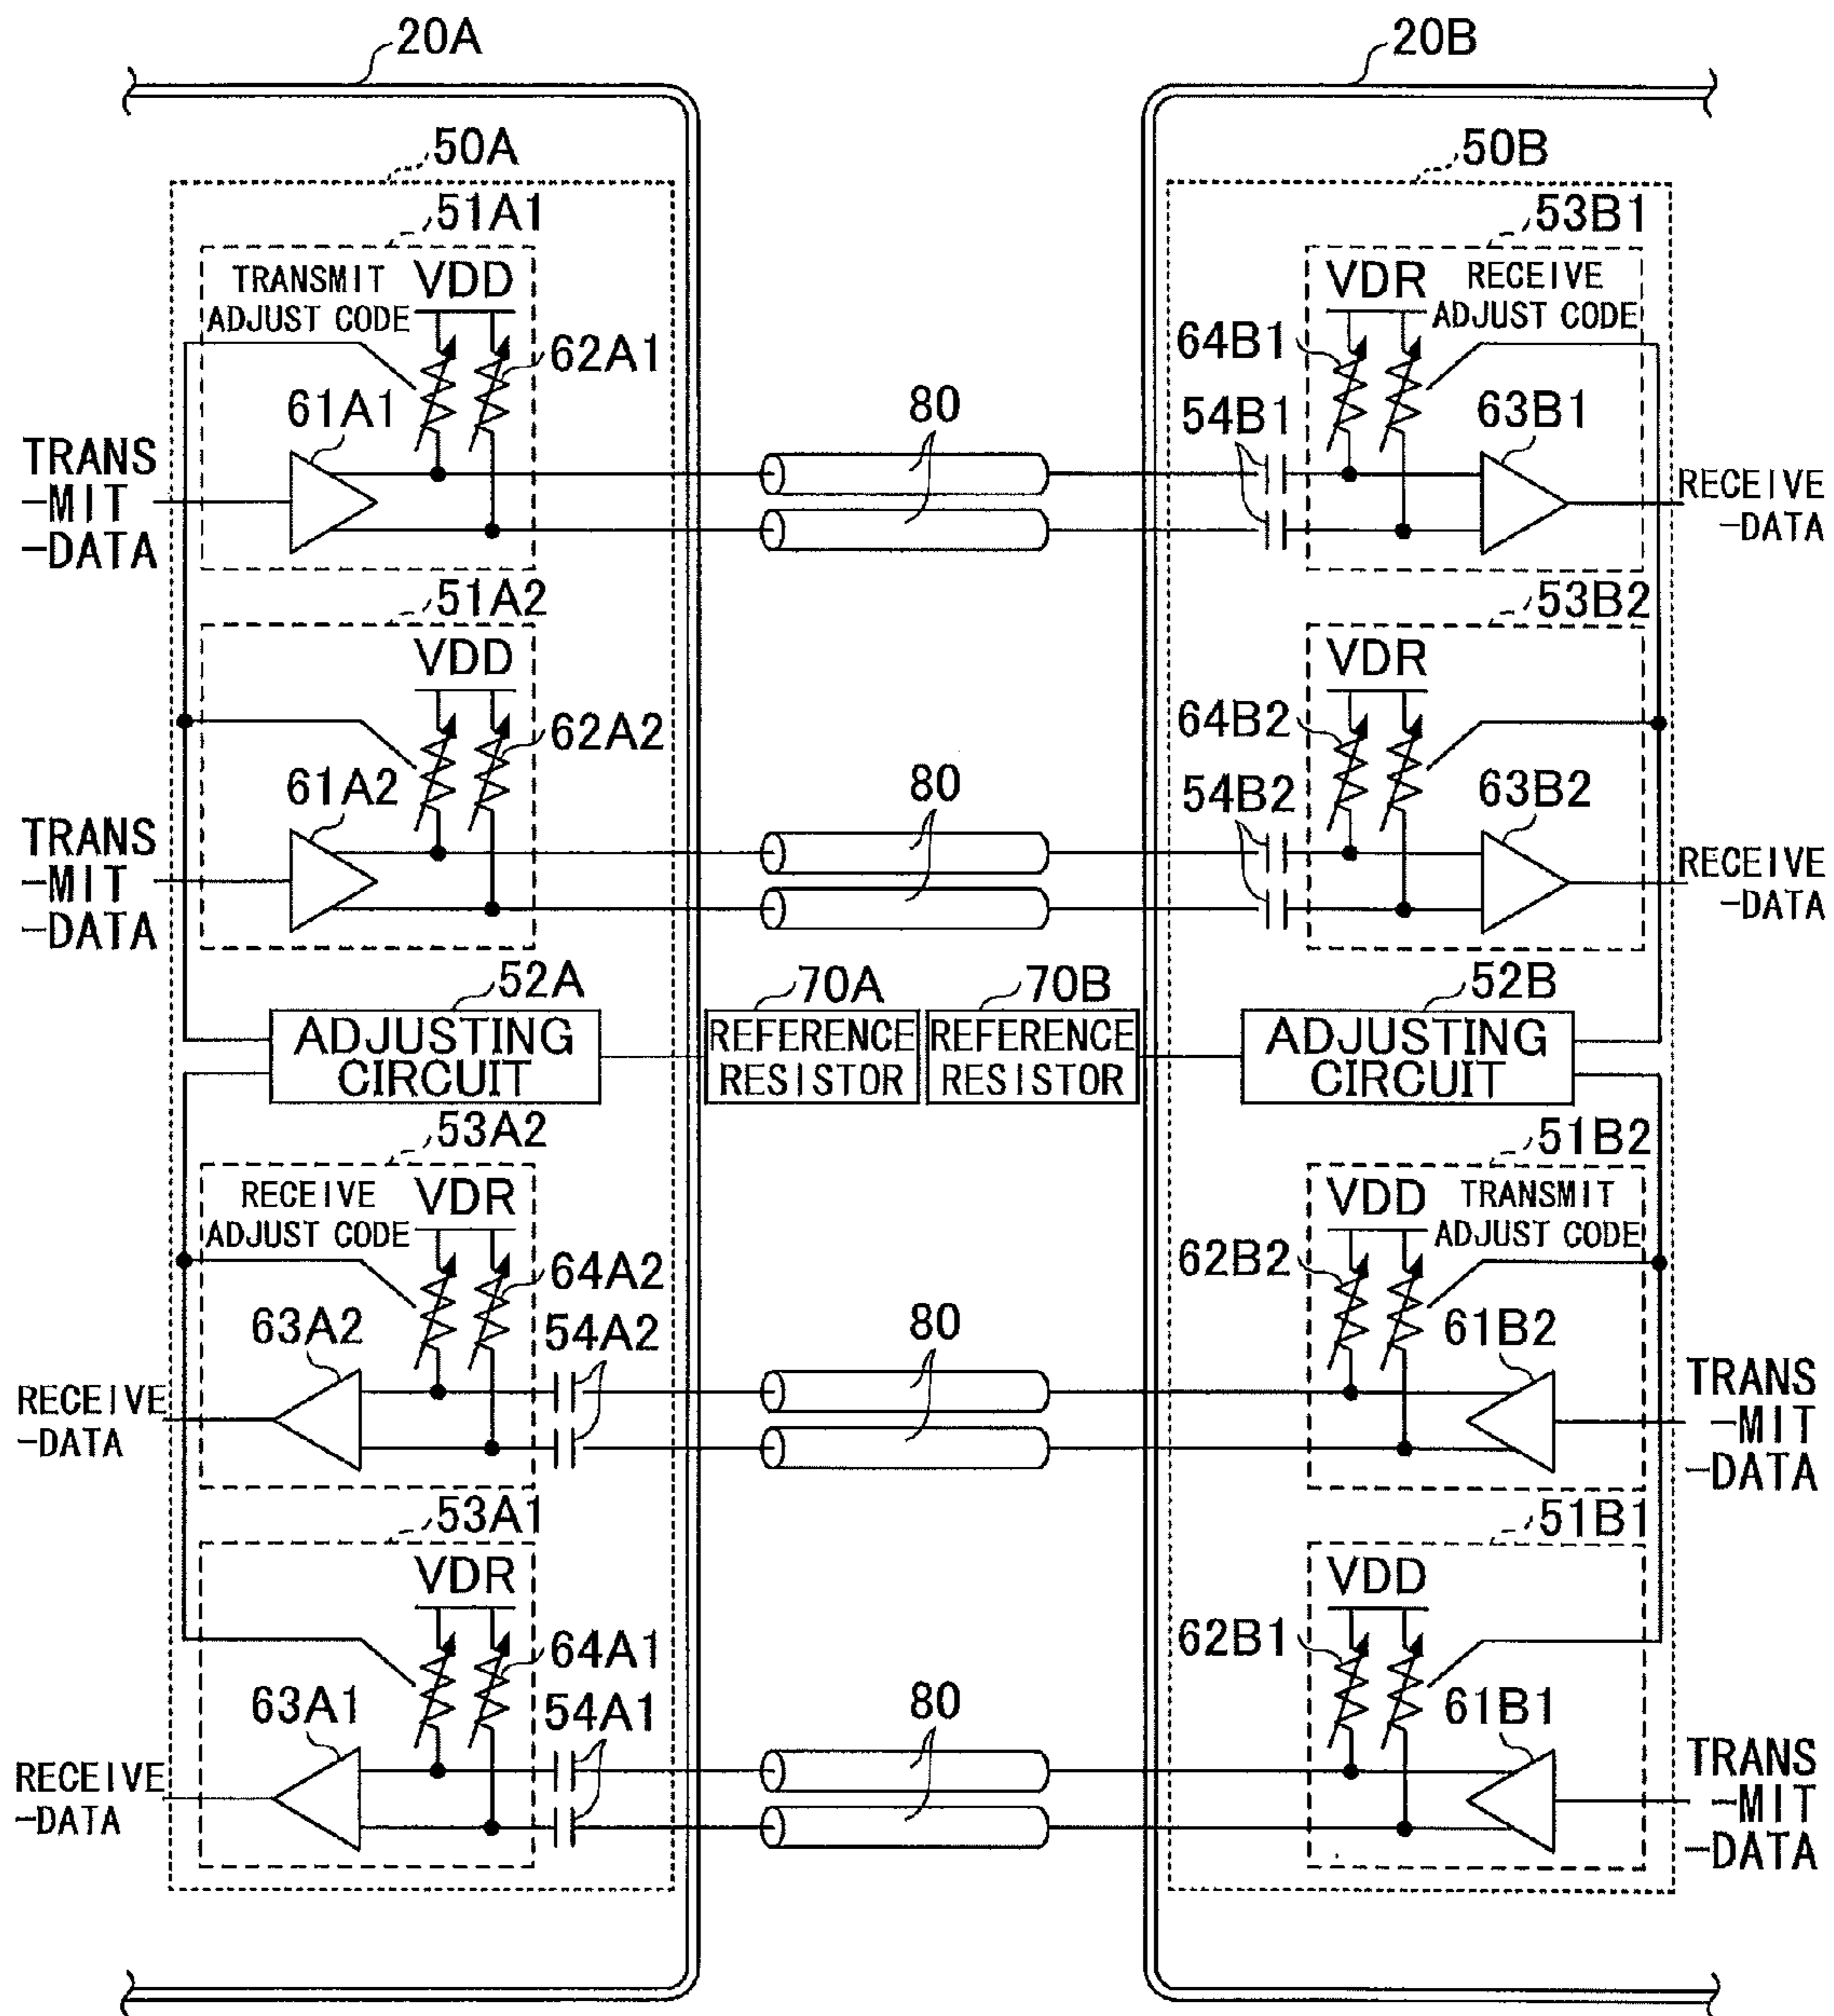 20A
20B
50A
50B
51A1
53B1
TRANSMIT
ADJUST CODE
VDD
VDR
RECEIVE
ADJUST CODE
62A1
64B1
61A1
80
54B1
63B1
TRANS
-MIT
-DATA
RECEIVE
-DATA
51A2
53B2
VDD
VDR
62A2
64B2
61A2
80
54B2
63B2
TRANS
-MIT
-DATA
RECEIVE
-DATA
52A
70A
70B
52B
ADJUSTING
CIRCUIT
REFERENCE
RESISTOR
REFERENCE
RESISTOR
ADJUSTING
CIRCUIT
53A2
51B2
RECEIVE
ADJUST CODE
VDR
VDD
TRANSMIT
ADJUST CODE
64A2
62B2
63A2
54A2
80
61B2
RECEIVE
-DATA
TRANS
-MIT
-DATA
53A1
51B1
VDR
VDD
64A1
62B1
63A1
54A1
80
61B1
RECEIVE
-DATA
TRANS
-MIT
-DATA